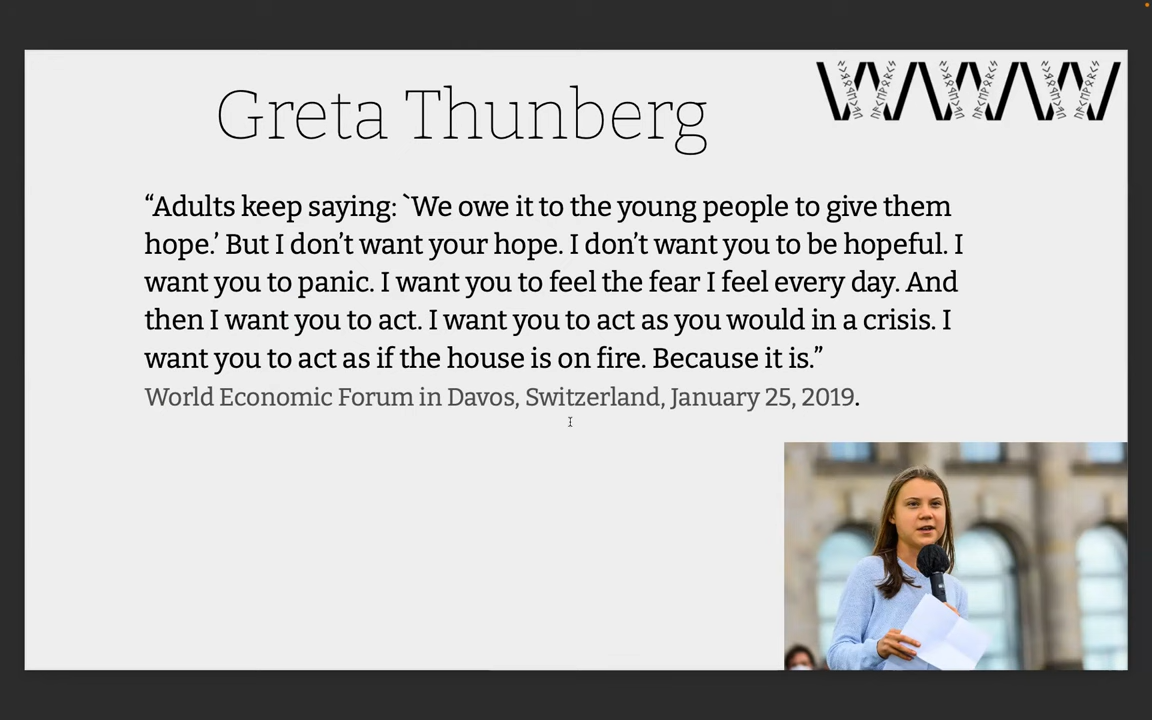 Greta Thunberg
“Adults keep saying: `We owe it to the young people to give them
hope.’ But I don’t want your hope. I don’t want you to be hopeful. I
want you to panic. I want you to feel the fear I feel every day. And
then I want you to act. I want you to act as you would in a crisis. I
want you to act as if the house is on fire. Because it is.”
World Economic Forum in Davos, Switzerland, January 25, 2019.